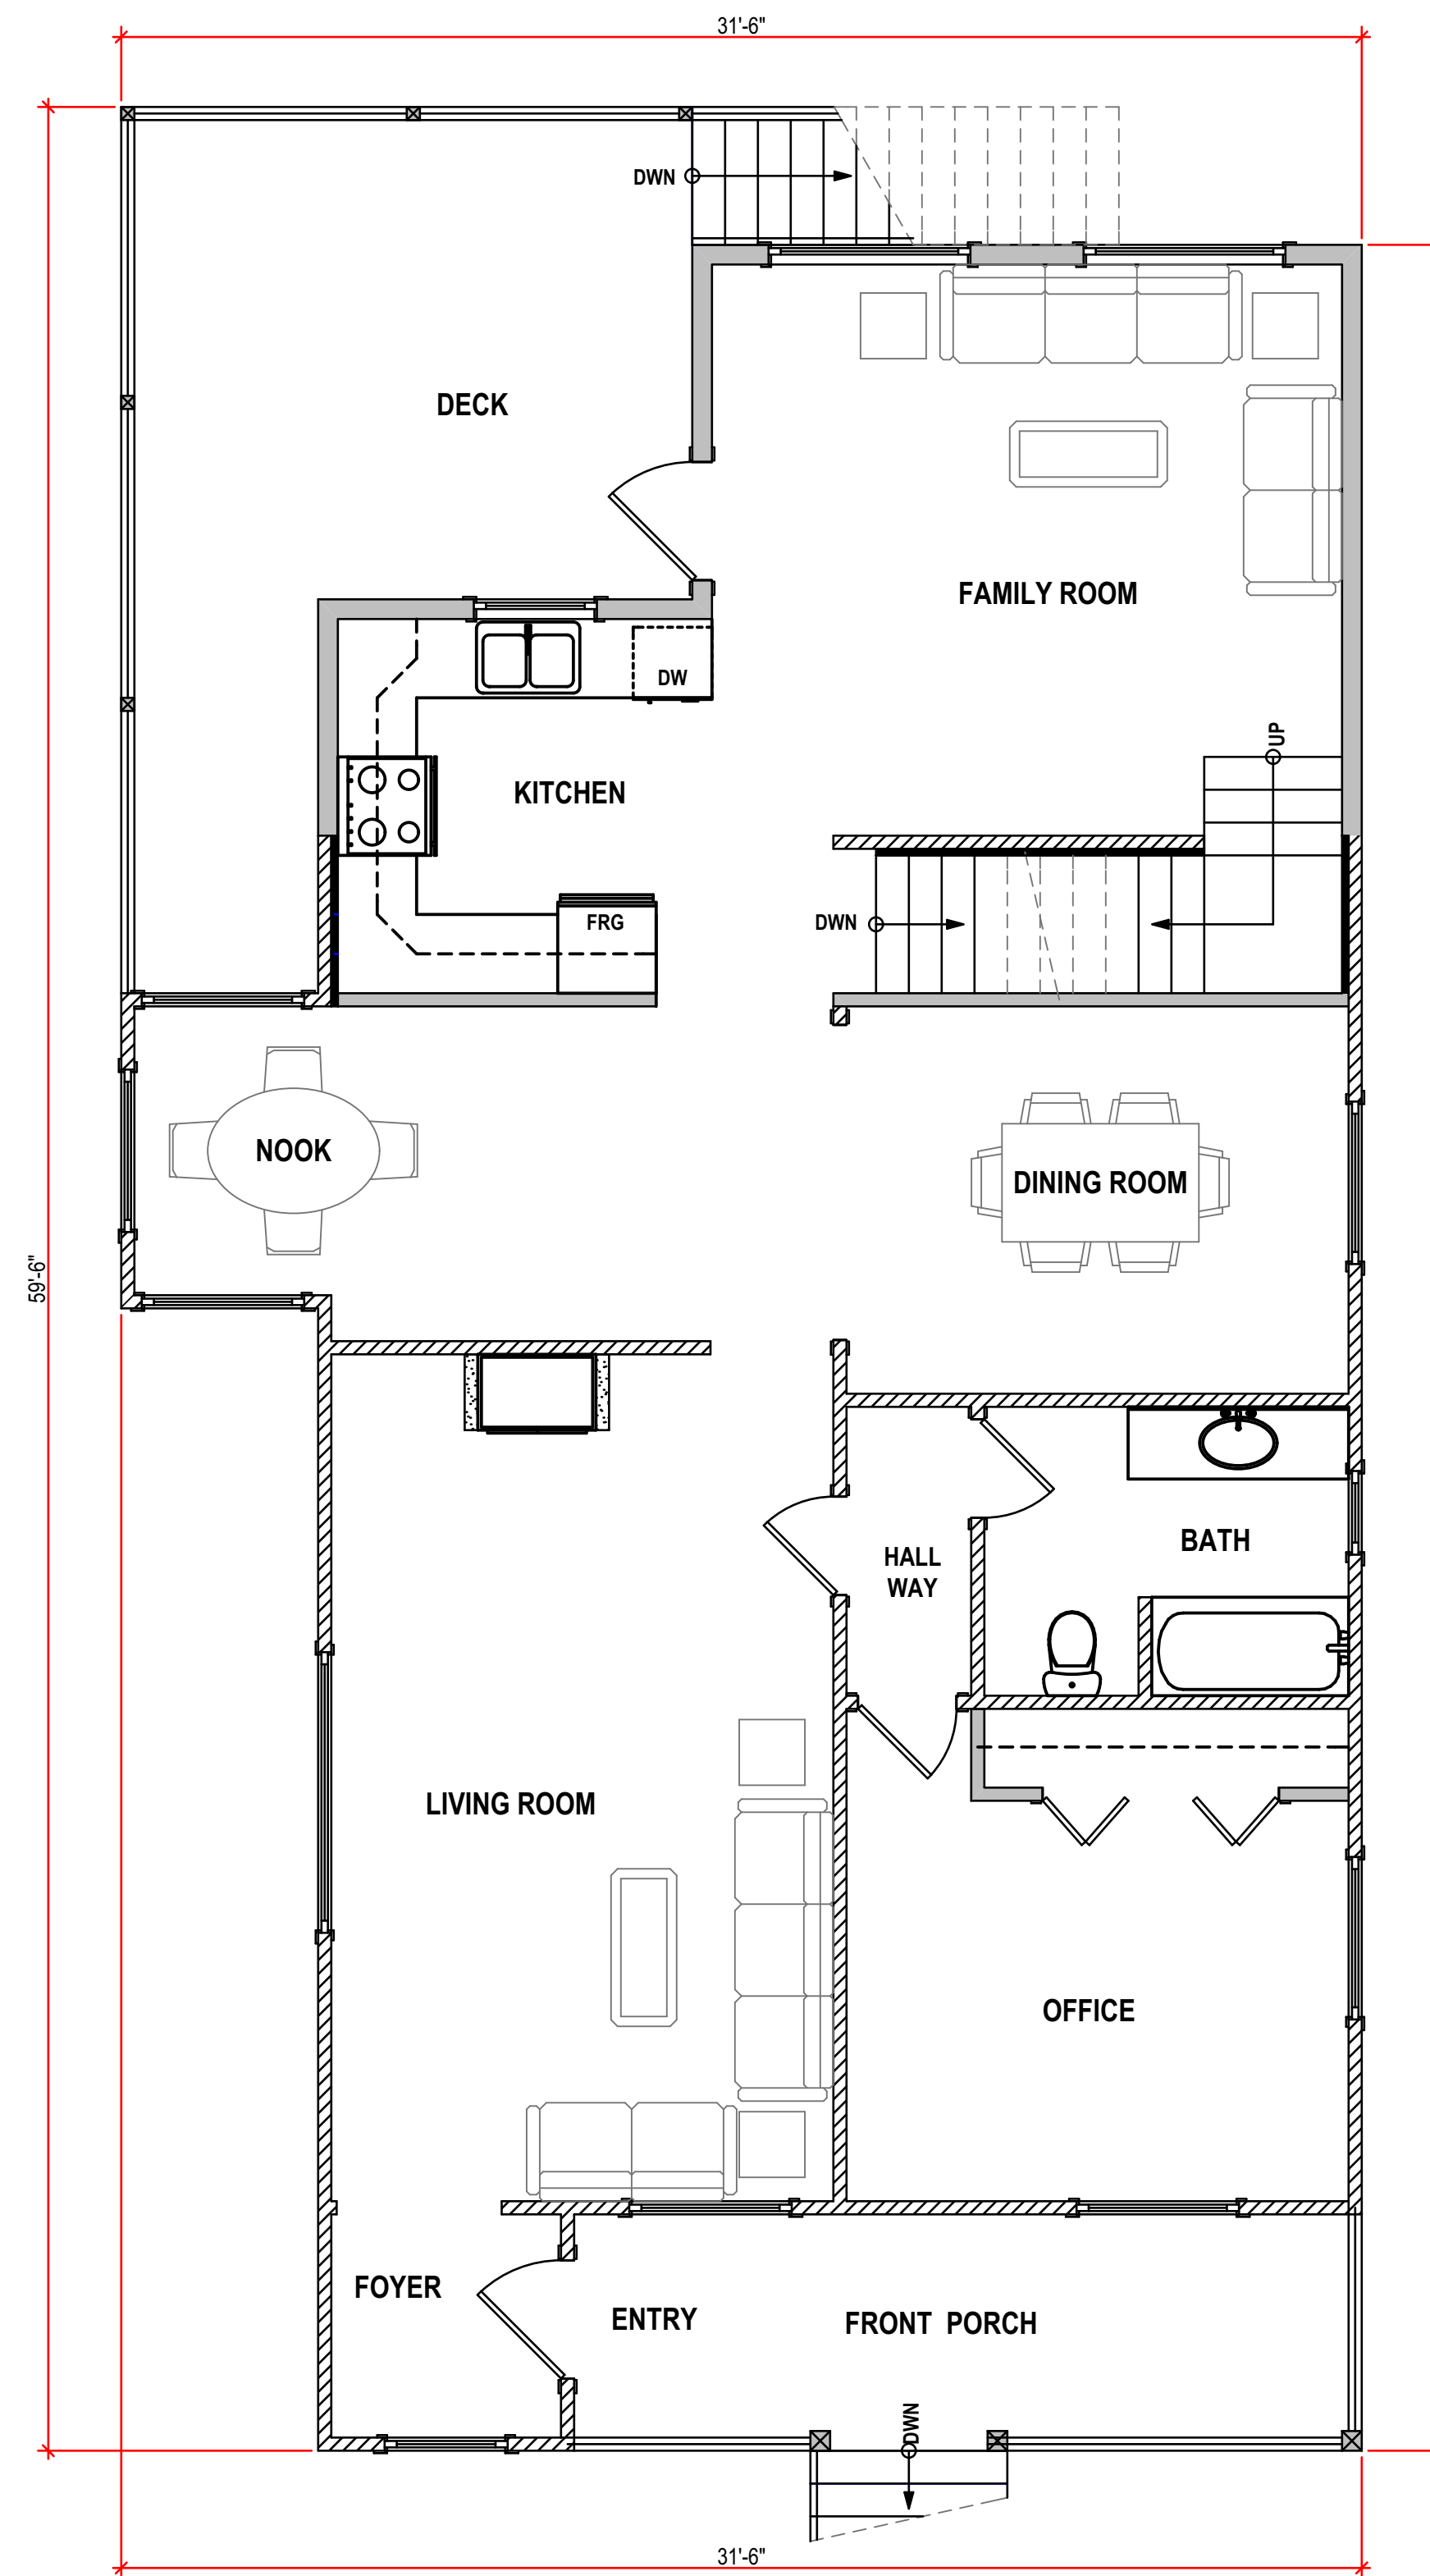 31'-6"
DWN
DECK
FAMILY ROOM
DW
UP
KITCHEN
FRG
DWN
NOOK
DINING ROOM
59'-6"
BATH
HALL
WAY
LIVING ROOM
OFFICE
FOYER
ENTRY
FRONT PORCH
DWN
31'-6"